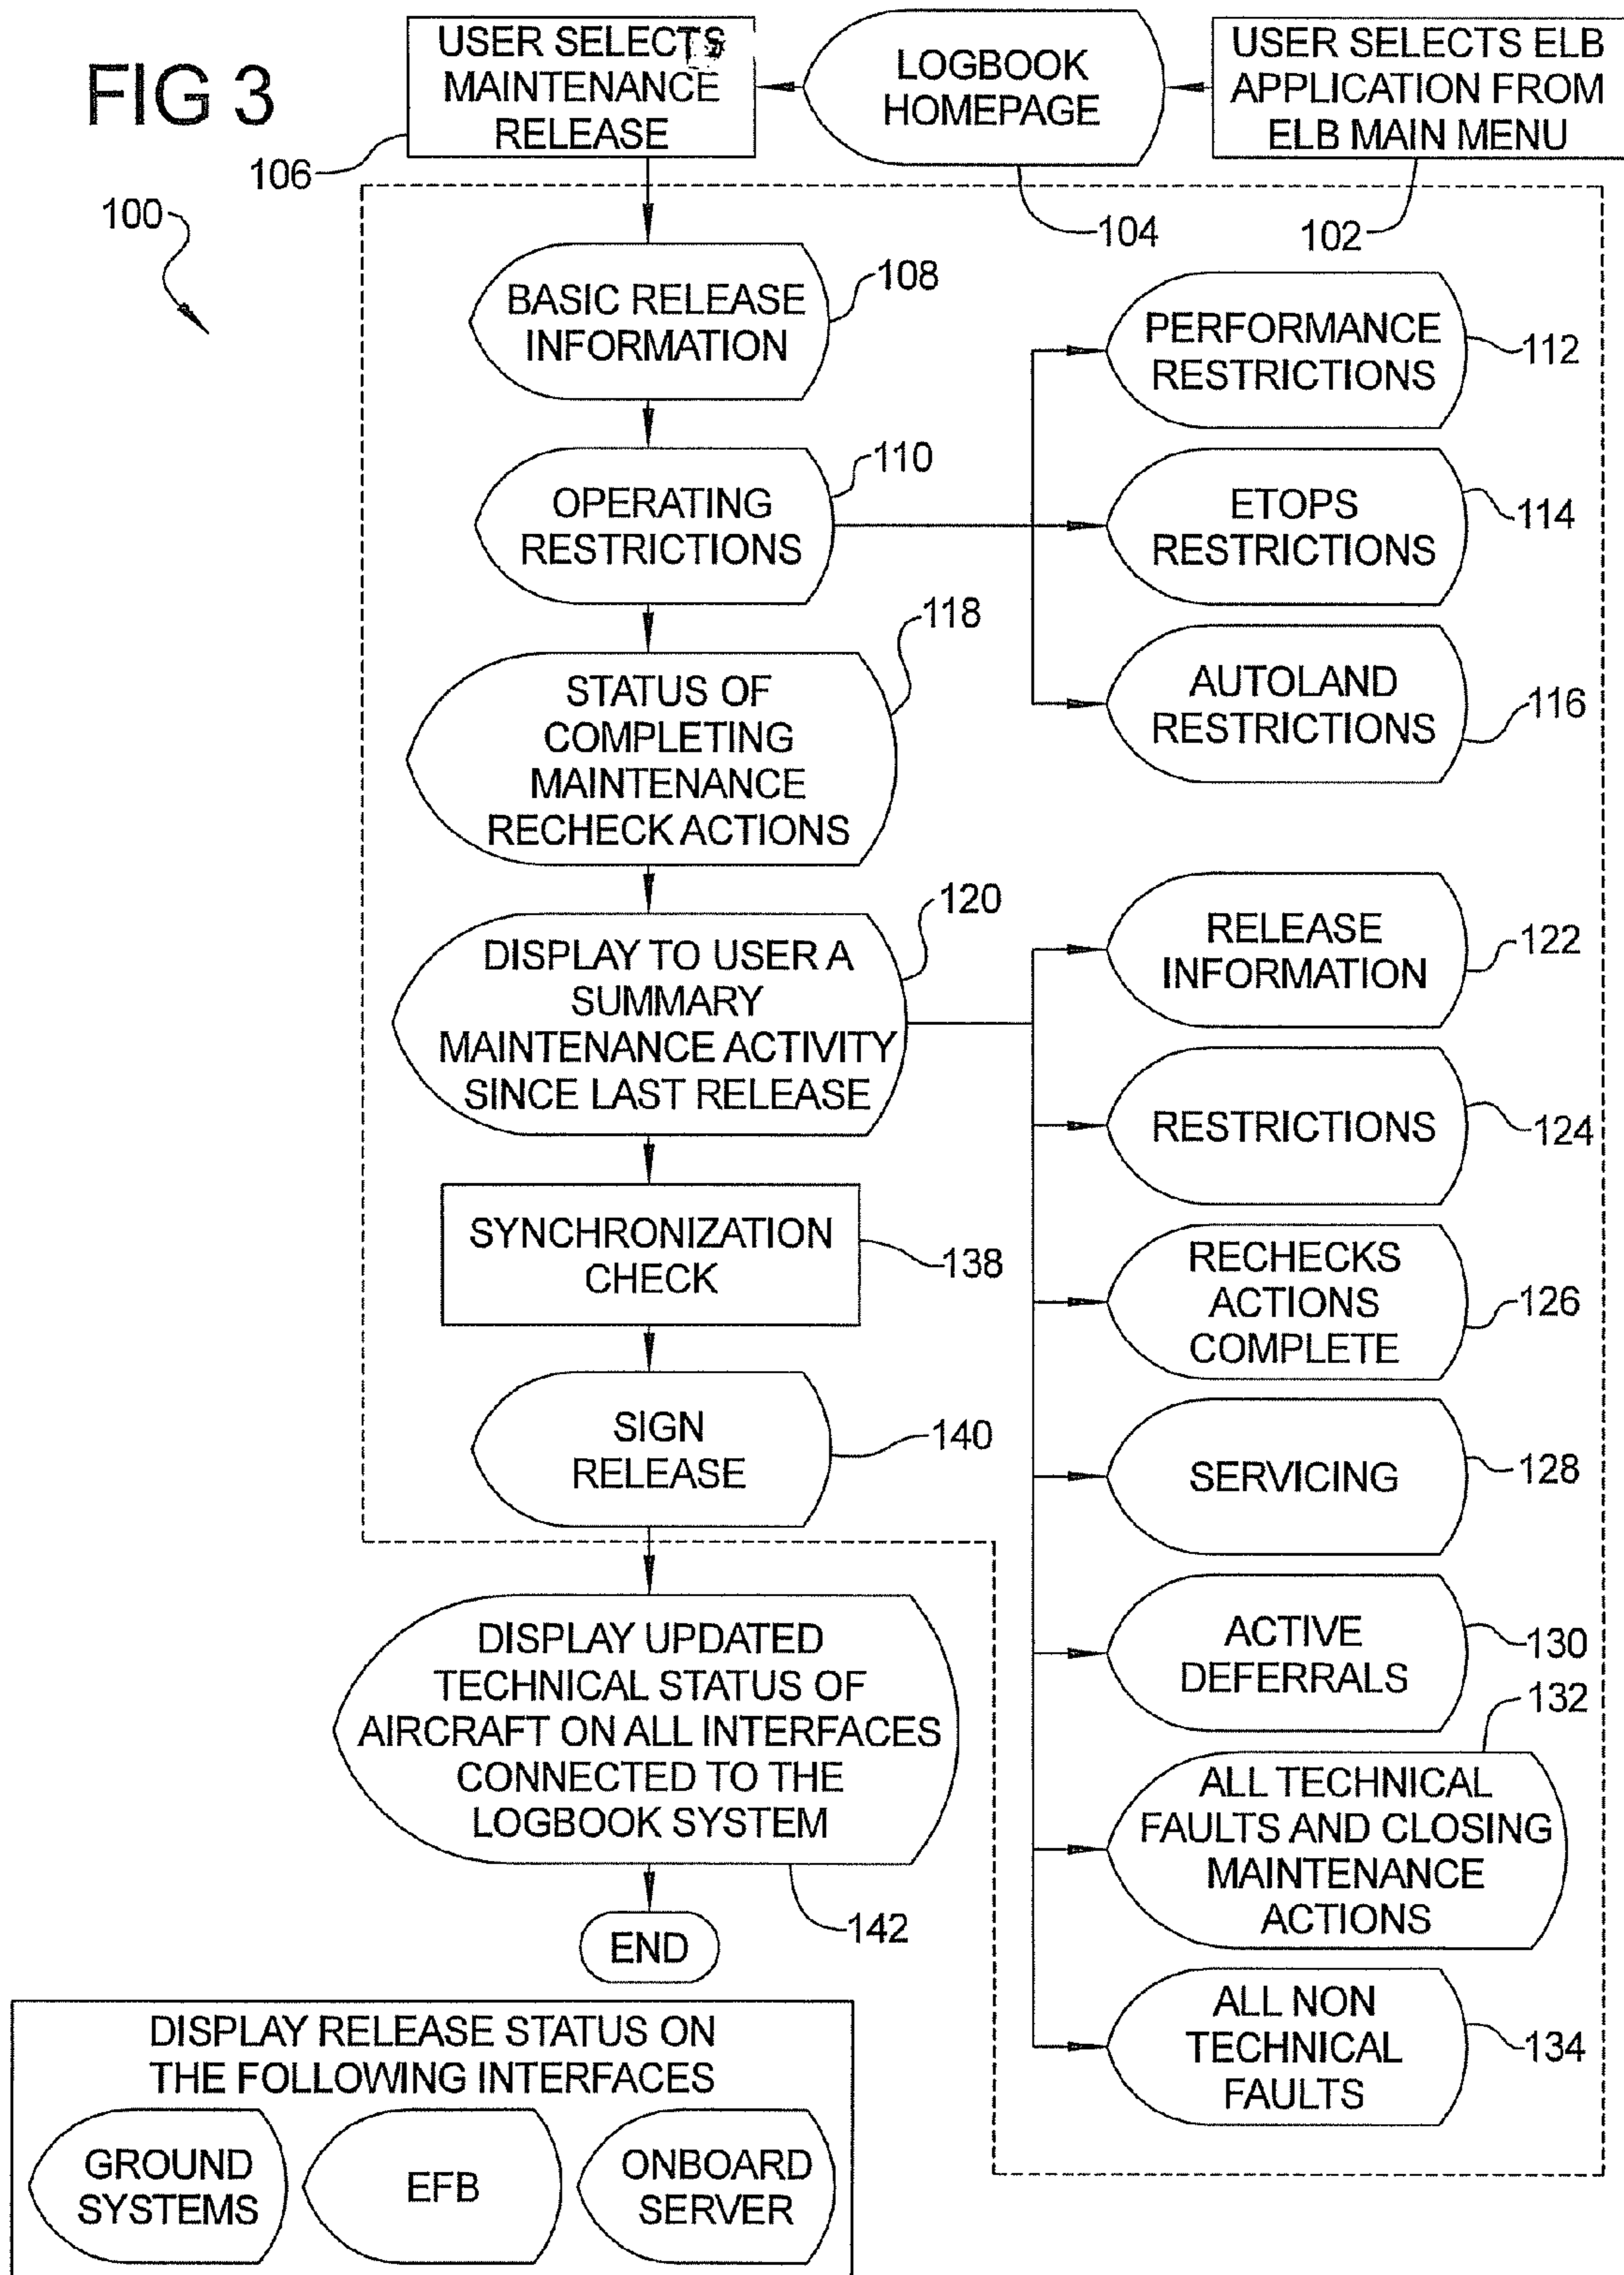 FIG 3
USER SELECTS
MAINTENANCE
RELEASE
106
LOGBOOK
HOMEPAGE
104
USER SELECTS ELB
APPLICATION FROM
ELB MAIN MENU
102
100
BASIC RELEASE
INFORMATION
108
OPERATING
RESTRICTIONS
110
PERFORMANCE
RESTRICTIONS
112
ETOPS
RESTRICTIONS
114
AUTOLAND
RESTRICTIONS
116
STATUS OF
COMPLETING
MAINTENANCE
RECHECK ACTIONS
118
DISPLAY TO USER A
SUMMARY
MAINTENANCE ACTIVITY
SINCE LAST RELEASE
120
RELEASE
INFORMATION
122
RESTRICTIONS
124
RECHECKS
ACTIONS
COMPLETE
126
SERVICING
128
ACTIVE
DEFERRALS
130
ALL TECHNICAL
FAULTS AND CLOSING
MAINTENANCE
ACTIONS
132
ALL NON
TECHNICAL
FAULTS
134
SYNCHRONIZATION
CHECK
138
SIGN
RELEASE
140
DISPLAY UPDATED
TECHNICAL STATUS OF
AIRCRAFT ON ALL INTERFACES
CONNECTED TO THE
LOGBOOK SYSTEM
142
END
DISPLAY RELEASE STATUS ON
THE FOLLOWING INTERFACES
GROUND
SYSTEMS
EFB
ONBOARD
SERVER